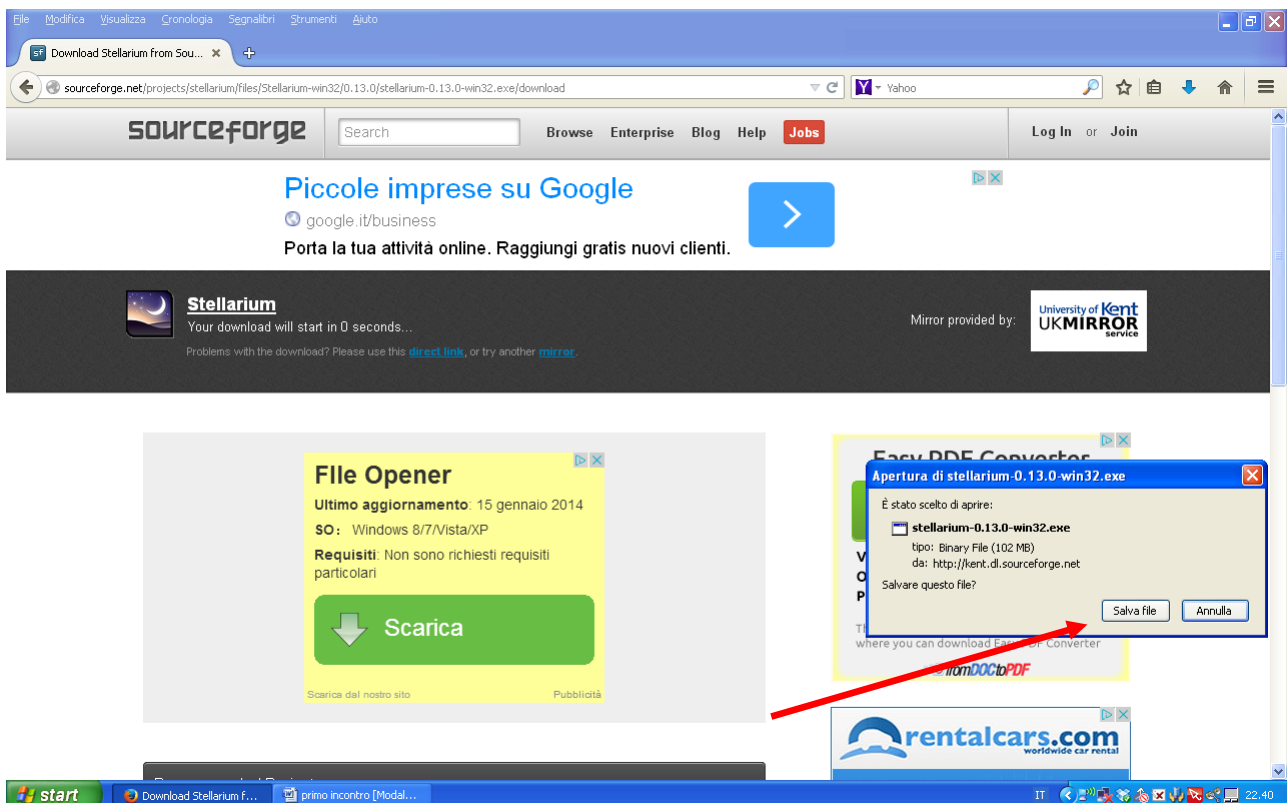 File Modifica Visualizza Cronologia Segnalibri Strumenti Aiuto
Download Stellarium from Sou...
sourceforge.net/projects/stellarium/files/Stellarium-win32/0.13.0/stellarium-0.13.0-win32.exe/download
Yahoo
sourceforge
Search
Browse Enterprise Blog Help Jobs
Log In or Join
Piccole imprese su Google
google.it/business
Porta la tua attività online. Raggiungi gratis nuovi clienti.
Stellarium
Your download will start in 0 seconds...
Problems with the download? Please use this direct link, or try another mirror.
Mirror provided by:
University of Kent
UKMIRROR
service
FIle Opener
Ultimo aggiornamento: 15 gennaio 2014
SO: Windows 8/7/Vista/XP
Requisiti: Non sono richiesti requisiti
particolari
Scarica
Scarica dal nostro sito
Pubblicità
Easy PDF Converter
Apertura di stellarium-0.13.0-win32.exe
È stato scelto di aprire:
stellarium-0.13.0-win32.exe
tipo: Binary File (102 MB)
da: http://kent.dl.sourceforge.net
Salvare questo file?
Salva file
Annulla
where you can download Easy PDF Converter
fromDOCtoPDF
rentalcars.com
worldwide car rental
start
Download Stellarium f...
primo incontro [Modal...
IT
22.40